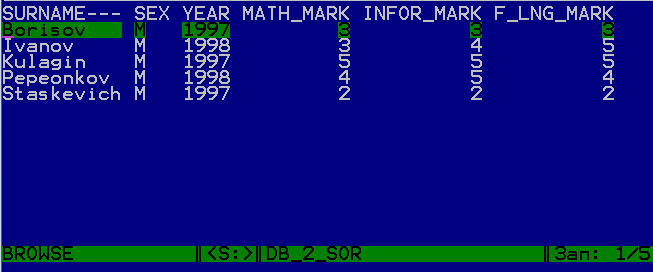 SURNAME--- SEX YEAR MATH_MARK INFOR_MARK F_LNG_MARK
Borisov M 1997 3 3 3
Ivanov M 1998 3 4 5
Kulagin M 1997 5 5 5
Pepeonkov M 1998 4 5 4
Staskevich M 1997 2 2 2
BROWSE ║<S:>║DB_2_SOR ║Зап: 1/5